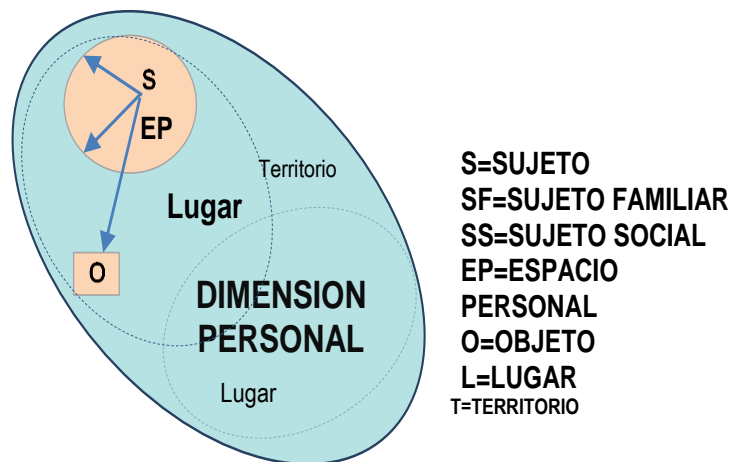 S
EP
Territorio
Lugar
O
DIMENSION
PERSONAL
Lugar
S=SUJETO
SF=SUJETO FAMILIAR
SS=SUJETO SOCIAL
EP=ESPACIO
PERSONAL
O=OBJETO
L=LUGAR
T=TERRITORIO